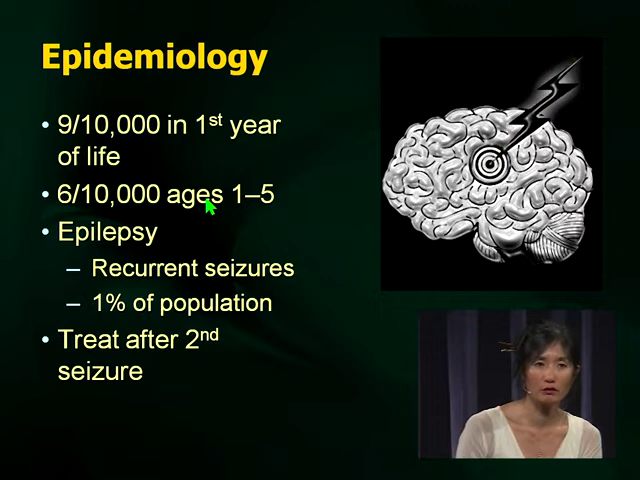 Epidemiology
• 9/10,000 in 1st year
of life
• 6/10,000 ages 1–5
• Epilepsy
– Recurrent seizures
– 1% of population
• Treat after 2nd
seizure